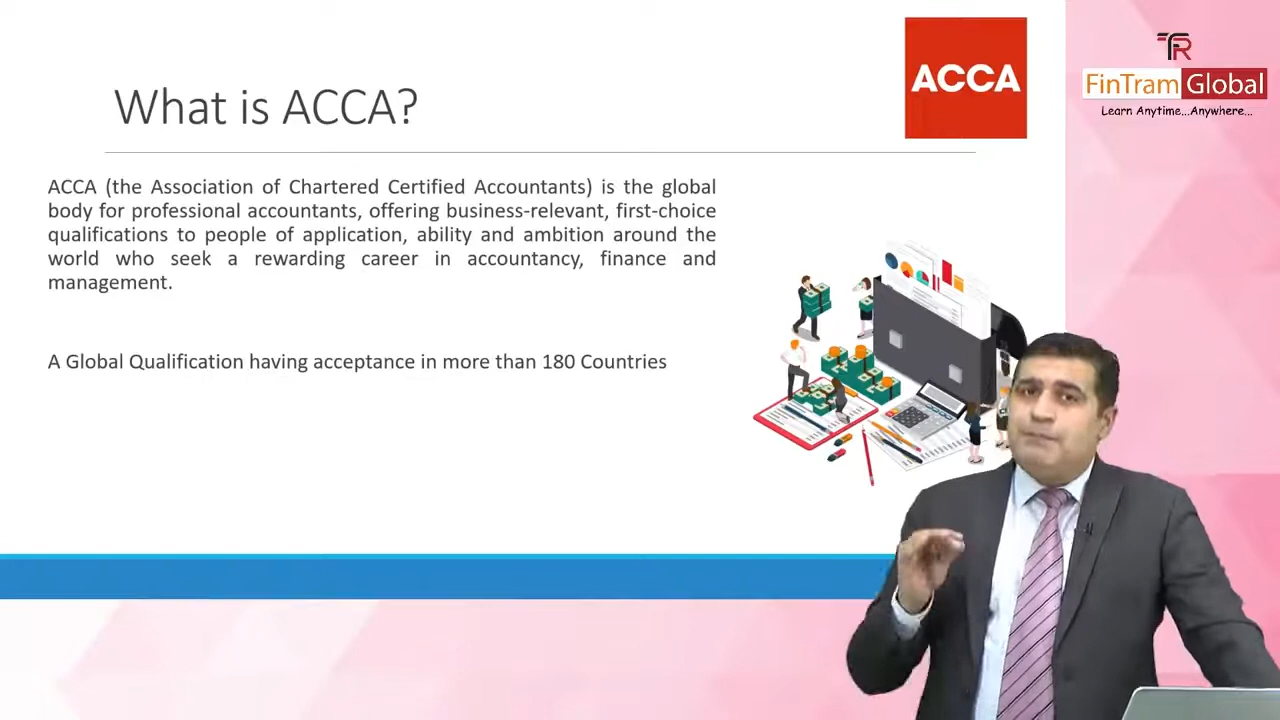 What is ACCA?
ACCA
TFR
FinTram Global
Learn Anytime...Anywhere...
ACCA (the Association of Chartered Certified Accountants) is the global
body for professional accountants, offering business-relevant, first-choice
qualifications to people of application, ability and ambition around the
world who seek a rewarding career in accountancy, finance and
management.
A Global Qualification having acceptance in more than 180 Countries